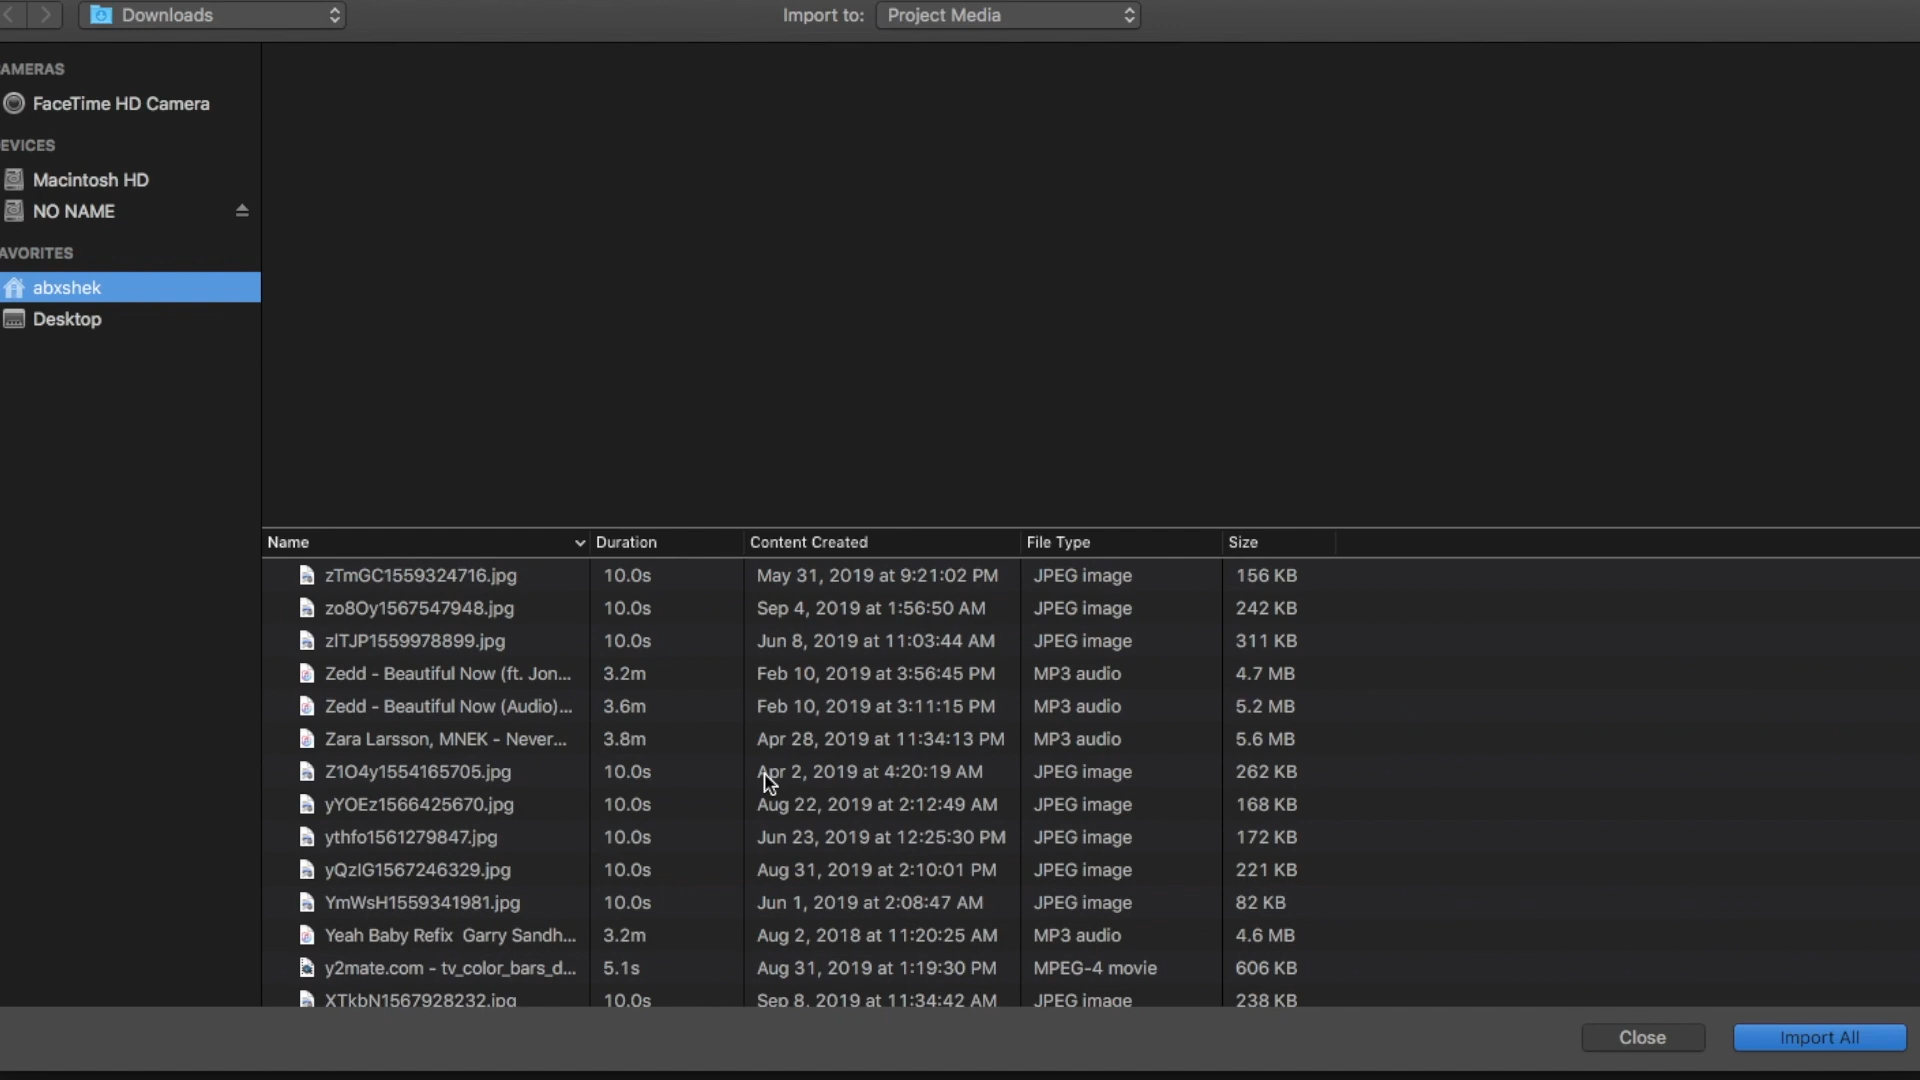 Downloads
Import to: Project Media
AMERAS
FaceTime HD Camera
EVICES
Macintosh HD
NO NAME
AVORITES
abxshek
Desktop
Name Duration Content Created File Type Size
zTmGC1559324716.jpg 10.0s May 31, 2019 at 9:21:02 PM JPEG image 156 KB
zo8Oy1567547948.jpg 10.0s Sep 4, 2019 at 1:56:50 AM JPEG image 242 KB
zlTJP1559978899.jpg 10.0s Jun 8, 2019 at 11:03:44 AM JPEG image 311 KB
Zedd - Beautiful Now (ft. Jon... 3.2m Feb 10, 2019 at 3:56:45 PM MP3 audio 4.7 MB
Zedd - Beautiful Now (Audio)... 3.6m Feb 10, 2019 at 3:11:15 PM MP3 audio 5.2 MB
Zara Larsson, MNEK - Never... 3.8m Apr 28, 2019 at 11:34:13 PM MP3 audio 5.6 MB
Z1O4y1554165705.jpg 10.0s Apr 2, 2019 at 4:20:19 AM JPEG image 262 KB
yYOEz1566425670.jpg 10.0s Aug 22, 2019 at 2:12:49 AM JPEG image 168 KB
ythfo1561279847.jpg 10.0s Jun 23, 2019 at 12:25:30 PM JPEG image 172 KB
yQzIG1567246329.jpg 10.0s Aug 31, 2019 at 2:10:01 PM JPEG image 221 KB
YmWsH1559341981.jpg 10.0s Jun 1, 2019 at 2:08:47 AM JPEG image 82 KB
Yeah Baby Refix Garry Sandh... 3.2m Aug 2, 2018 at 11:20:25 AM MP3 audio 4.6 MB
y2mate.com - tv_color_bars_d... 5.1s Aug 31, 2019 at 1:19:30 PM MPEG-4 movie 606 KB
XTkbN1567928232.jpg 10.0s Sep 8, 2019 at 11:34:42 AM JPEG image 238 KB
Close Import All